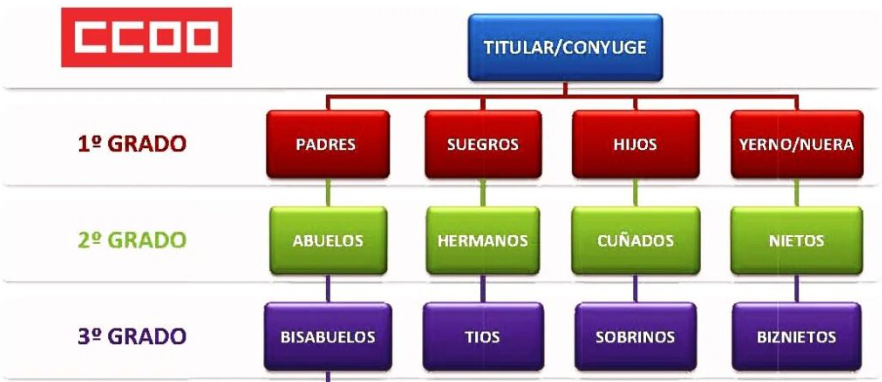 CCOO
TITULAR/CONYUGE
1º GRADO PADRES SUEGROS HIJOS YERNO/NUERA
2º GRADO ABUELOS HERMANOS CUÑADOS NIETOS
3º GRADO BISABUELOS TIOS SOBRINOS BIZNIETOS